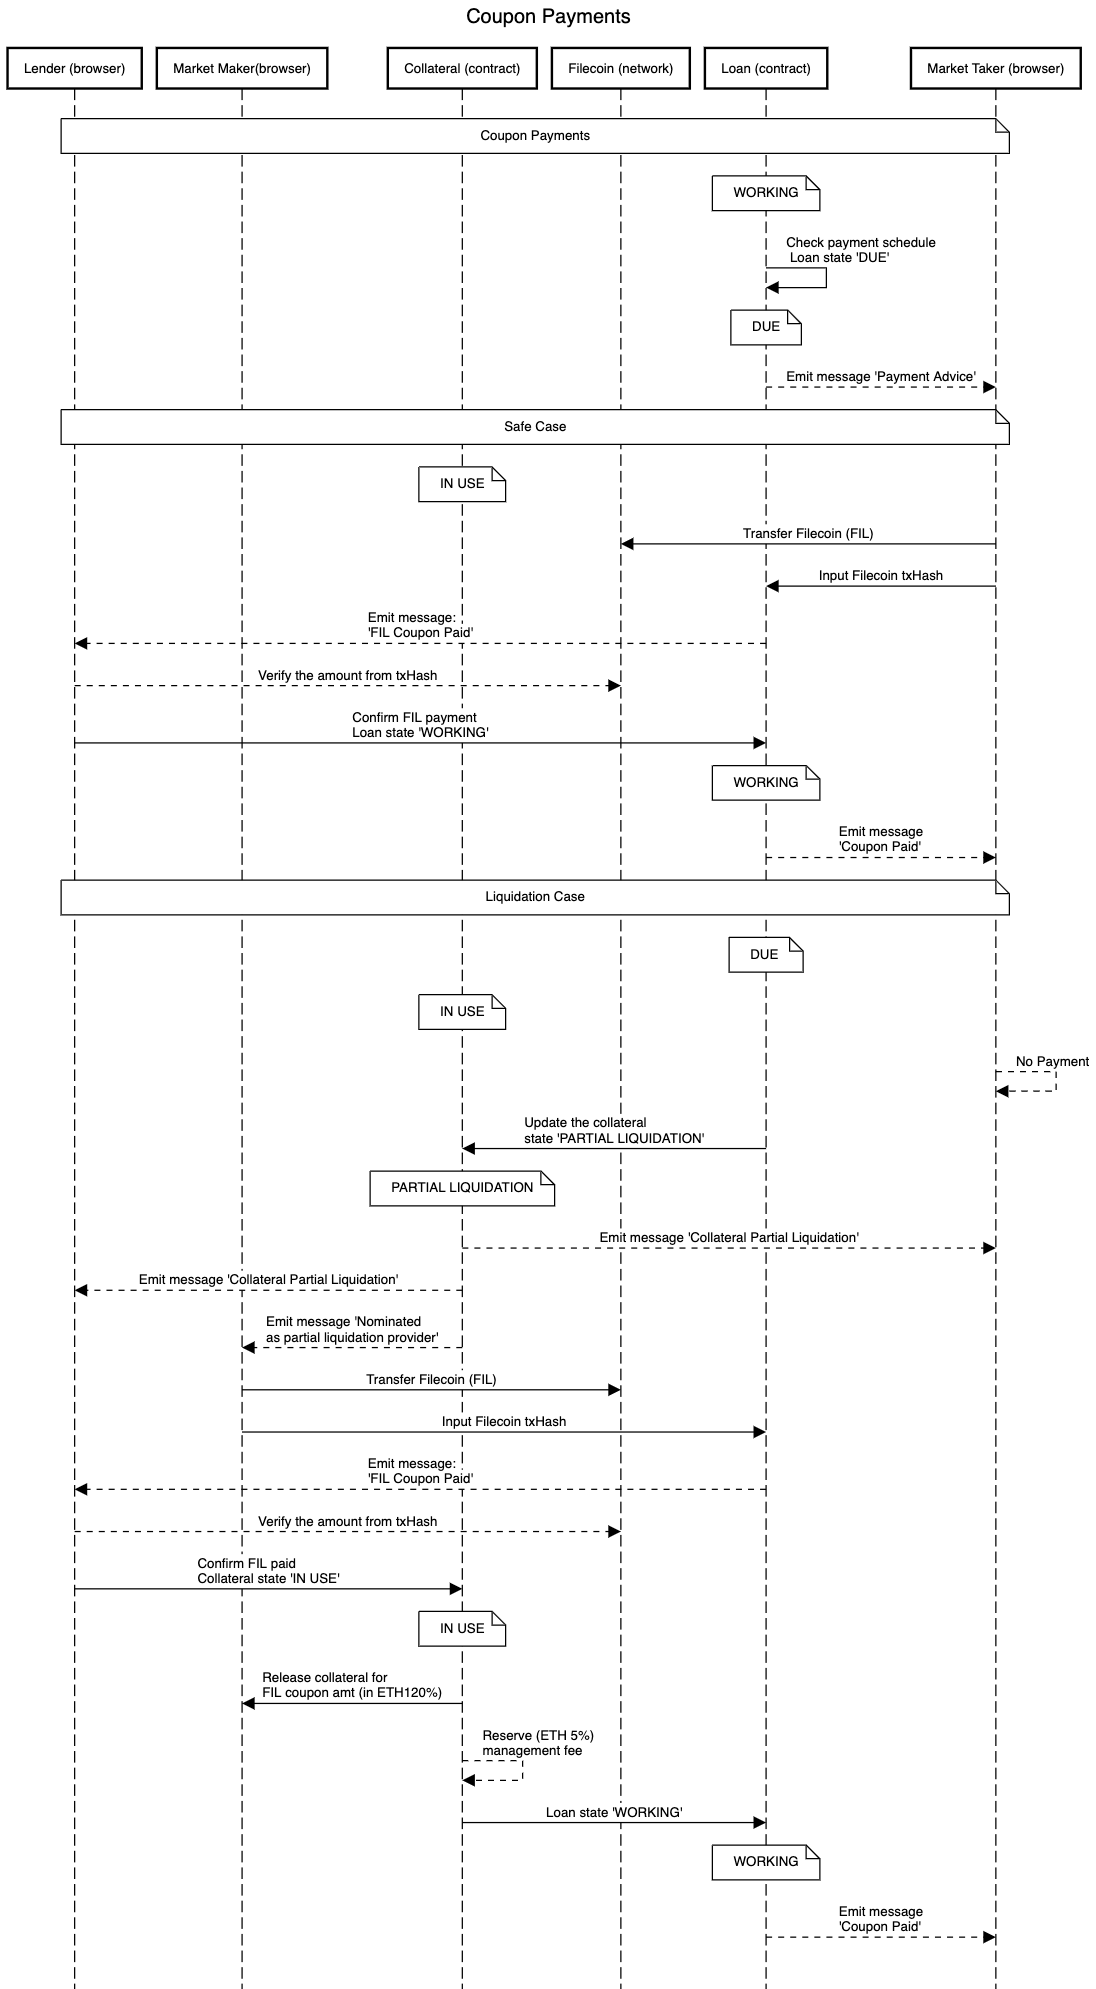 Coupon Payments
Lender (browser)
Market Maker(browser)
Collateral (contract)
Filecoin (network)
Loan (contract)
Market Taker (browser)
Coupon Payments
WORKING
Check payment schedule
Loan state 'DUE'
DUE
Emit message 'Payment Advice'
Safe Case
IN USE
Transfer Filecoin (FIL)
Input Filecoin txHash
Emit message:
'FIL Coupon Paid'
Verify the amount from txHash
Confirm FIL payment
Loan state 'WORKING'
WORKING
Emit message
'Coupon Paid'
Liquidation Case
DUE
IN USE
No Payment
Update the collateral
state 'PARTIAL LIQUIDATION'
PARTIAL LIQUIDATION
Emit message 'Collateral Partial Liquidation'
Emit message 'Collateral Partial Liquidation'
Emit message 'Nominated
as partial liquidation provider'
Transfer Filecoin (FIL)
Input Filecoin txHash
Emit message:
'FIL Coupon Paid'
Verify the amount from txHash
Confirm FIL paid
Collateral state 'IN USE'
IN USE
Release collateral for
FIL coupon amt (in ETH120%)
Reserve (ETH 5%)
management fee
Loan state 'WORKING'
WORKING
Emit message
'Coupon Paid'